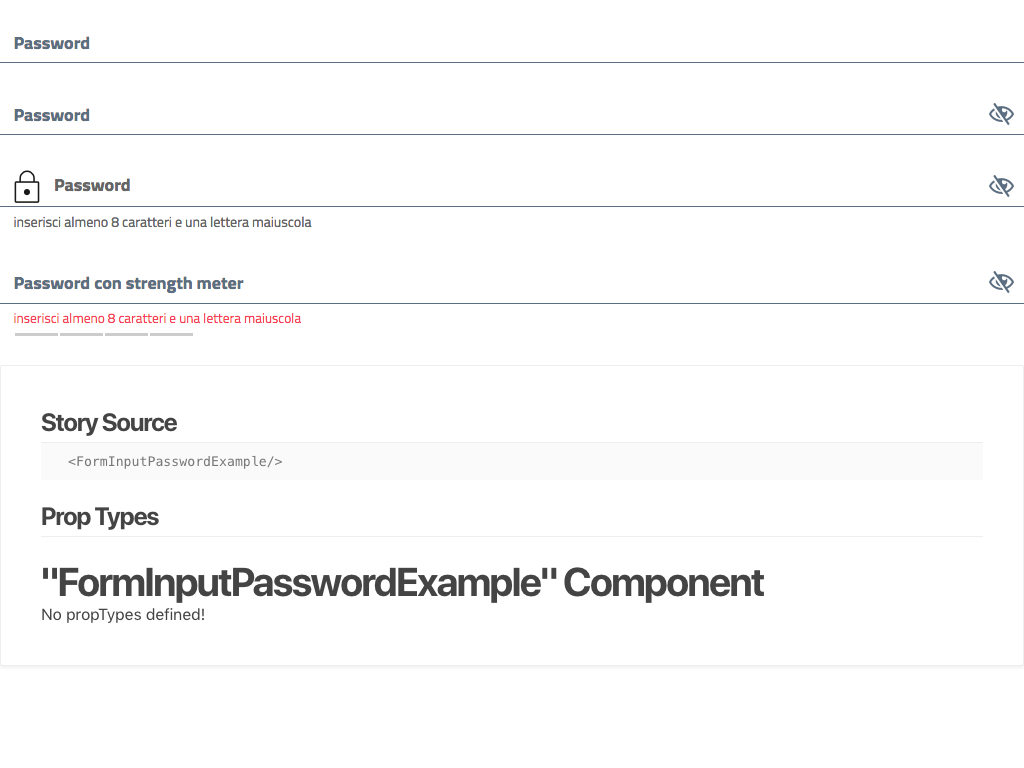 Password
Password
Password
inserisci almeno 8 caratteri e una lettera maiuscola
Password con strength meter
inserisci almeno 8 caratteri e una lettera maiuscola
Story Source
<FormInputPasswordExample/>
Prop Types
"FormInputPasswordExample" Component
No propTypes defined!